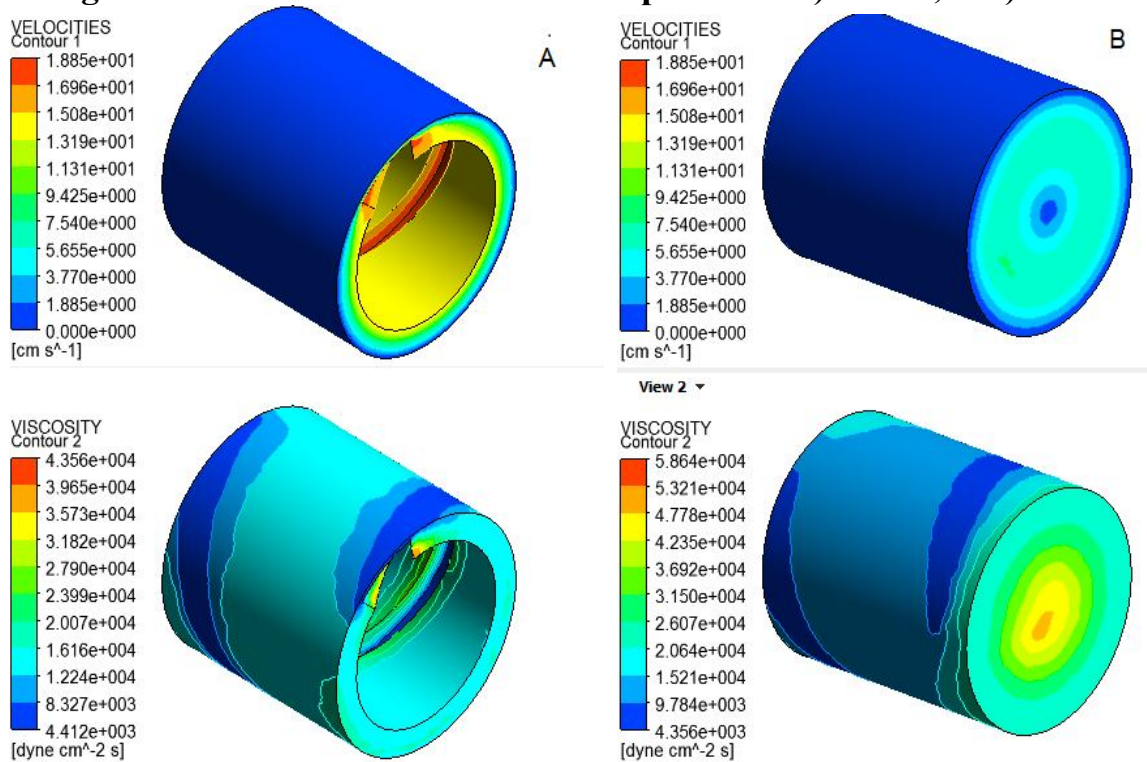 VELOCITIES
Contour 1
1.885e+001
1.696e+001
1.508e+001
1.319e+001
1.131e+001
9.425e+000
7.540e+000
5.655e+000
3.770e+000
1.885e+000
0.000e+000
[cm s^-1]
A
VELOCITIES
Contour 1
1.885e+001
1.696e+001
1.508e+001
1.319e+001
1.131e+001
9.425e+000
7.540e+000
5.655e+000
3.770e+000
1.885e+000
0.000e+000
[cm s^-1]
B
VISCOSITY
Contour 2
4.356e+004
3.965e+004
3.573e+004
3.182e+004
2.790e+004
2.399e+004
2.007e+004
1.616e+004
1.224e+004
8.327e+003
4.412e+003
[dyne cm^-2 s]
View 2
VISCOSITY
Contour 2
5.864e+004
5.321e+004
4.778e+004
4.235e+004
3.692e+004
3.150e+004
2.607e+004
2.064e+004
1.521e+004
9.784e+003
4.356e+003
[dyne cm^-2 s]